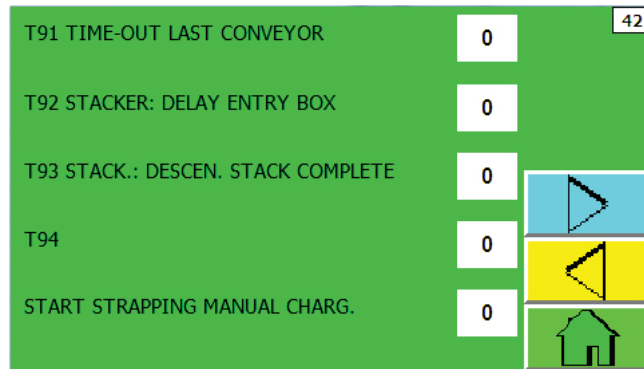 42
T91 TIME-OUT LAST CONVEYOR 0
T92 STACKER: DELAY ENTRY BOX 0
T93 STACK.: DESCEN. STACK COMPLETE 0
T94 0
START STRAPPING MANUAL CHARG. 0